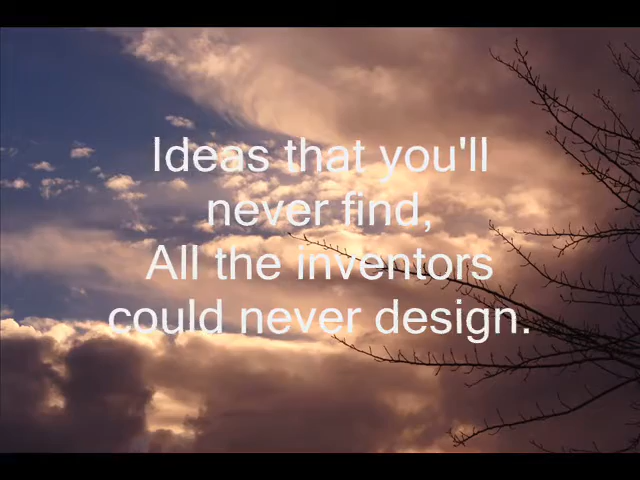 Ideas that you'll
never find,
All the inventors
could never design.